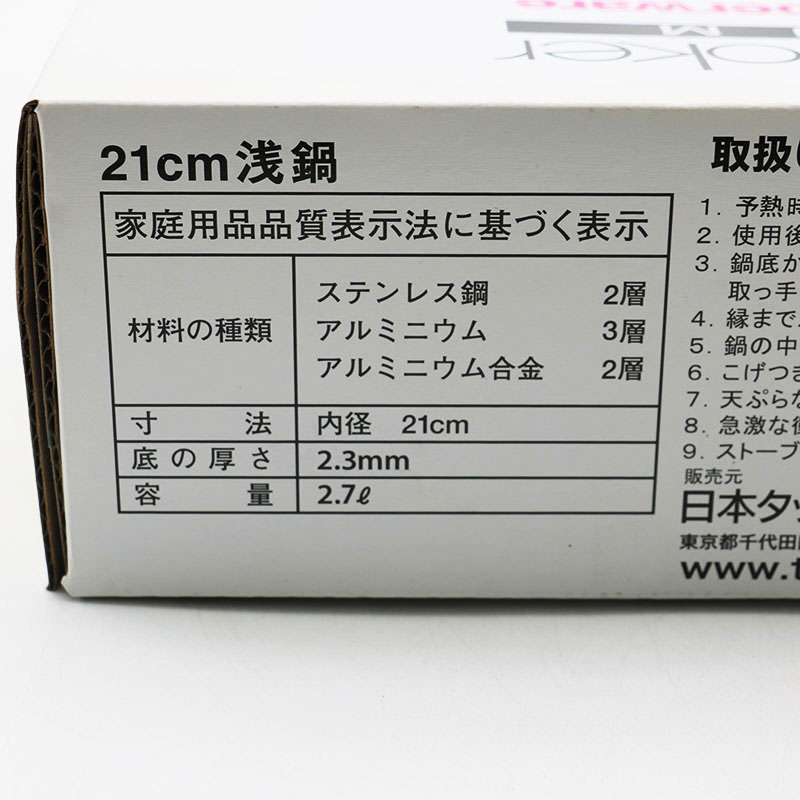 21cm浅鍋
家庭用品品質表示法に基づく表示
材料の種類
ステンレス鋼 2層
アルミニウム 3層
アルミニウム合金 2層
寸法 内径 21cm
底の厚さ 2.3mm
容量 2.7ℓ
取扱い
1. 予熱時
2. 使用後
3. 鍋底か
取っ手
4. 縁まで
5. 鍋の中
6. こげつき
7. 天ぷらな
8. 急激な
9. ストーブ
販売元
日本タッ
東京都千代田
www.t